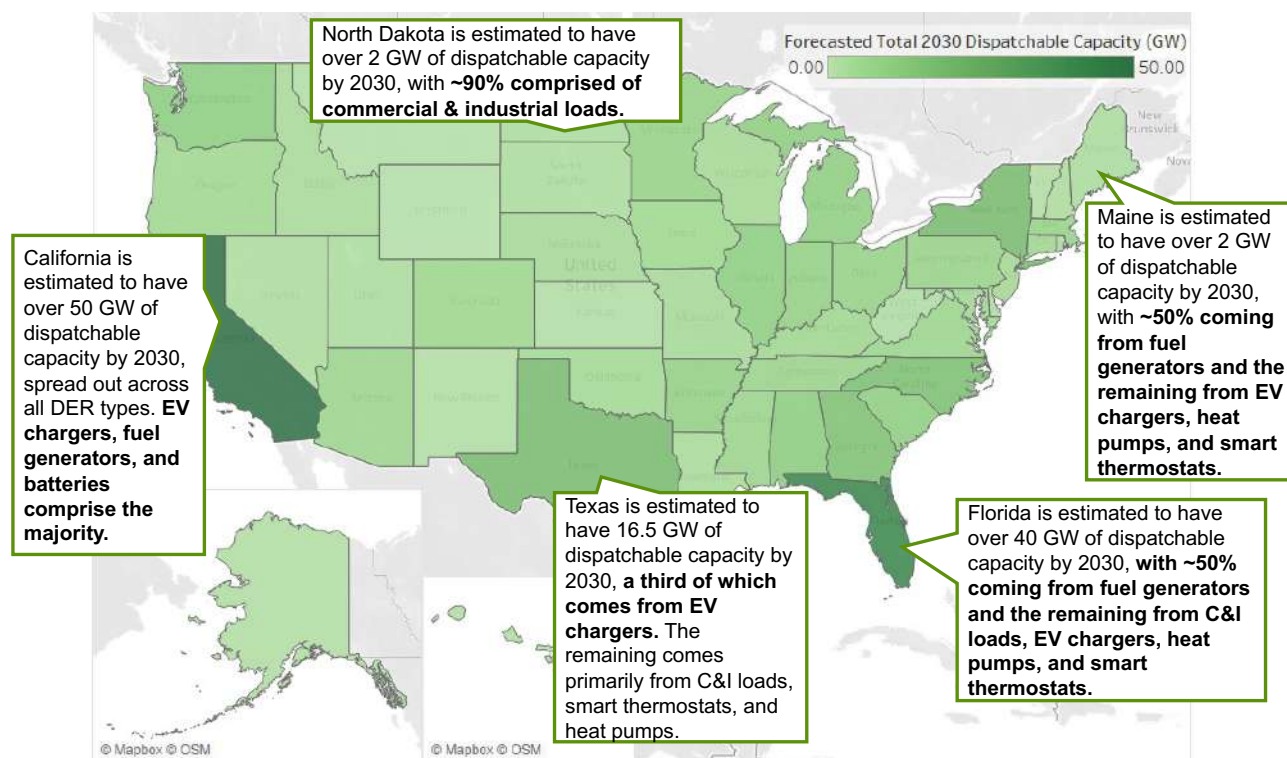 North Dakota is estimated to have
over 2 GW of dispatchable capacity
by 2030, with ~90% comprised of
commercial & industrial loads.
Forecasted Total 2030 Dispatchable Capacity (GW)
0.00
50.00
New
Brunswick
Maine is estimated
to have over 2 GW
of dispatchable
capacity by 2030,
with ~50% coming
from fuel
generators and the
remaining from EV
chargers, heat
pumps, and smart
thermostats.
California is
estimated to have
over 50 GW of
dispatchable
capacity by 2030,
spread out across
all DER types. EV
chargers, fuel
generators, and
batteries
comprise the
majority.
United
States
Texas is estimated to
have 16.5 GW of
dispatchable capacity by
2030, a third of which
comes from EV
chargers. The
remaining comes
primarily from C&I loads,
smart thermostats, and
heat pumps.
Florida is estimated to have
over 40 GW of dispatchable
capacity by 2030, with ~50%
coming from fuel generators
and the remaining from C&I
loads, EV chargers, heat
pumps, and smart
thermostats.
© Mapbox © OSM
© Mapbox © OSM